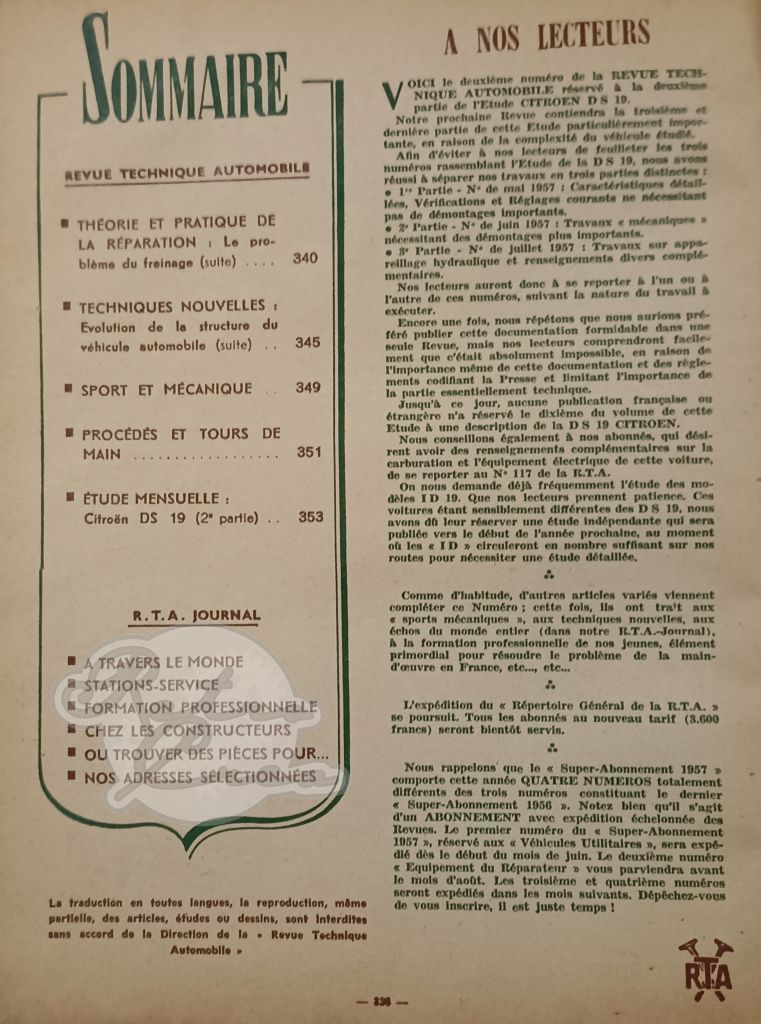 SOMMAIRE
REVUE TECHNIQUE AUTOMOBILE
■ THÉORIE ET PRATIQUE DE
LA RÉPARATION : Le pro-
blème du freinage (suite) .... 340
■ TECHNIQUES NOUVELLES :
Evolution de la structure du
véhicule automobile (suite) .. 345
■ SPORT ET MÉCANIQUE .. 349
■ PROCÉDÉS ET TOURS DE
MAIN ................. 351
■ ÉTUDE MENSUELLE :
Citroën DS 19 (2e partie) .. 353
R.T.A. JOURNAL
■ A TRAVERS LE MONDE
■ STATIONS-SERVICE
■ FORMATION PROFESSIONNELLE
■ CHEZ LES CONSTRUCTEURS
■ OU TROUVER DES PIÈCES POUR...
■ NOS ADRESSES SÉLECTIONNÉES
La traduction en toutes langues, la reproduction, même
partielle, des articles, études ou dessins, sont interdites
sans accord de la Direction de la « Revue Technique
Automobile »
A NOS LECTEURS
VOICI le deuxième numéro de la REVUE TECH-
NIQUE AUTOMOBILE réservé à la deuxième
partie de l'Etude CITROEN DS 19.
Notre prochaine Revue contiendra la troisième et
dernière partie de cette Etude particulièrement impor-
tante, en raison de la complexité du véhicule étudié.
Afin d'éviter à nos lecteurs de feuilleter les trois
numéros rassemblant l'Etude de la DS 19, nous avons
réussi à séparer nos travaux en trois parties distinctes :
● 1re Partie - N° de mai 1957 : Caractéristiques détail-
lées, Vérifications et Réglages courants ne nécessitant
pas de démontages importants.
● 2e Partie - N° de juin 1957 : Travaux « mécaniques »
nécessitant des démontages plus importants.
● 3e Partie - N° de juillet 1957 : Travaux sur appa-
reillage hydraulique et renseignements divers complé-
mentaires.
Nos lecteurs auront donc à se reporter à l'un ou à
l'autre de ces numéros, suivant la nature du travail à
exécuter.
Encore une fois, nous répétons que nous aurions pré-
féré publier cette documentation formidable dans une
seule Revue, mais nos lecteurs comprendront facile-
ment que c'était absolument impossible, en raison de
l'importance même de cette documentation et des règle-
ments codifiant la Presse et limitant l'importance de
la partie essentiellement technique.
Jusqu'à ce jour, aucune publication française ou
étrangère n'a réservé le dixième du volume de cette
Etude à une description de la DS 19 CITROEN.
Nous conseillons également à nos abonnés, qui dési-
rent avoir des renseignements complémentaires sur la
carburation et l'équipement électrique de cette voiture,
de se reporter au N° 117 de la R.T.A.
On nous demande déjà fréquemment l'étude des mo-
dèles ID 19. Que nos lecteurs prennent patience. Ces
voitures étant sensiblement différentes des DS 19, nous
avons dû leur réserver une étude indépendante qui sera
publiée vers le début de l'année prochaine, au moment
où les « ID » circuleront en nombre suffisant sur nos
routes pour nécessiter une étude détaillée.
Comme d'habitude, d'autres articles variés viennent
compléter ce Numéro ; cette fois, ils ont trait aux
« sports mécaniques », aux techniques nouvelles, aux
échos du monde entier (dans notre R.T.A.-Journal),
à la formation professionnelle de nos jeunes, élément
primordial pour résoudre le problème de la main-
d'œuvre en France, etc..., etc...
L'expédition du « Répertoire Général de la R.T.A. »
se poursuit. Tous les abonnés au nouveau tarif (3.600
francs) seront bientôt servis.
Nous rappelons que le « Super-Abonnement 1957 »
comporte cette année QUATRE NUMEROS totalement
différents des trois numéros constituant le dernier
« Super-Abonnement 1956 ». Notez bien qu'il s'agit
d'un ABONNEMENT avec expédition échelonnée des
Revues. Le premier numéro du « Super-Abonnement
1957 », réservé aux « Véhicules Utilitaires », sera expé-
dié dès le début du mois de juin. Le deuxième numéro
« Equipement du Réparateur » vous parviendra avant
le mois d'août. Les troisième et quatrième numéros
seront expédiés dans les mois suivants. Dépêchez-vous
de vous inscrire, il est juste temps !
RTA